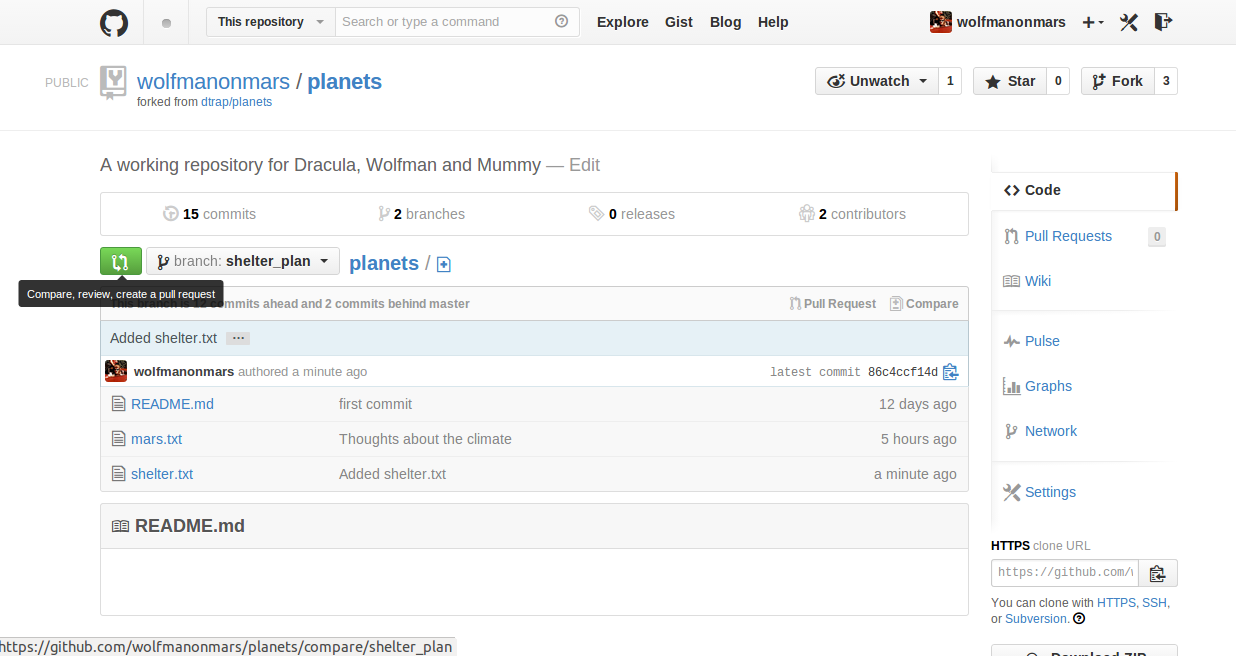 This repository Search or type a command Explore Gist Blog Help wolfmanonmars
PUBLIC wolfmanonmars / planets Unwatch 1 Star 0 Fork 3
forked from dtrap/planets
A working repository for Dracula, Wolfman and Mummy — Edit
15 commits 2 branches 0 releases 2 contributors
branch: shelter_plan planets /
Compare, review, create a pull request
commits ahead and 2 commits behind master Pull Request Compare
Added shelter.txt ...
wolfmanonmars authored a minute ago latest commit 86c4ccf14d
README.md first commit 12 days ago
mars.txt Thoughts about the climate 5 hours ago
shelter.txt Added shelter.txt a minute ago
README.md
Code
Pull Requests 0
Wiki
Pulse
Graphs
Network
Settings
HTTPS clone URL
https://github.com/
You can clone with HTTPS, SSH,
or Subversion.
Download ZIP
https://github.com/wolfmanonmars/planets/compare/shelter_plan